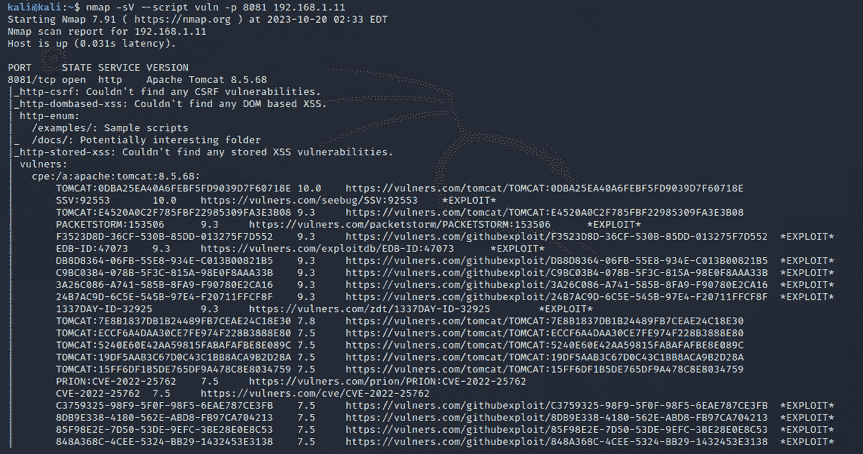 kali@kali:~$ nmap -sV --script vuln -p 8081 192.168.1.11
Starting Nmap 7.91 ( https://nmap.org ) at 2023-10-20 02:33 EDT
Nmap scan report for 192.168.1.11
Host is up (0.031s latency).
PORT     STATE SERVICE VERSION
8081/tcp open  http    Apache Tomcat 8.5.68
|_http-csrf: Couldn't find any CSRF vulnerabilities.
|_http-dombased-xss: Couldn't find any DOM based XSS.
| http-enum:
|   /examples/: Sample scripts
|_  /docs/: Potentially interesting folder
|_http-stored-xss: Couldn't find any stored XSS vulnerabilities.
| vulners:
|   cpe:/a:apache:tomcat:8.5.68:
|       TOMCAT:0DBA25EA40A6FEBF5FD9039D7F60718E 10.0    https://vulners.com/tomcat/TOMCAT:0DBA25EA40A6FEBF5FD9039D7F60718E
|       SSV:92553       10.0    https://vulners.com/seebug/SSV:92553    *EXPLOIT*
|       TOMCAT:E4520A0C2F785FBF22985309FA3E3B08 9.3     https://vulners.com/tomcat/TOMCAT:E4520A0C2F785FBF22985309FA3E3B08
|       PACKETSTORM:153506      9.3     https://vulners.com/packetstorm/PACKETSTORM:153506      *EXPLOIT*
|       F3523D8D-36CF-530B-85DD-013275F7D552    9.3     https://vulners.com/githubexploit/F3523D8D-36CF-530B-85DD-013275F7D552  *EXPLOIT*
|       EDB-ID:47073    9.3     https://vulners.com/exploitdb/EDB-ID:47073      *EXPLOIT*
|       DB8D8364-06FB-55E8-934E-C013B00821B5    9.3     https://vulners.com/githubexploit/DB8D8364-06FB-55E8-934E-C013B00821B5  *EXPLOIT*
|       C9BC03B4-078B-5F3C-815A-98E0F8AAA33B    9.3     https://vulners.com/githubexploit/C9BC03B4-078B-5F3C-815A-98E0F8AAA33B  *EXPLOIT*
|       3A26C086-A741-585B-8FA9-F90780E2CA16    9.3     https://vulners.com/githubexploit/3A26C086-A741-585B-8FA9-F90780E2CA16  *EXPLOIT*
|       24B7AC9D-6C5E-545B-97E4-F20711FFCF8F    9.3     https://vulners.com/githubexploit/24B7AC9D-6C5E-545B-97E4-F20711FFCF8F  *EXPLOIT*
|       1337DAY-ID-32925        9.3     https://vulners.com/zdt/1337DAY-ID-32925        *EXPLOIT*
|       TOMCAT:7E8B1837DB1B24489FB7CEAE24C18E30 7.8     https://vulners.com/tomcat/TOMCAT:7E8B1837DB1B24489FB7CEAE24C18E30
|       TOMCAT:ECCF6A4DAA30CE7FE974F228B3888E80 7.5     https://vulners.com/tomcat/TOMCAT:ECCF6A4DAA30CE7FE974F228B3888E80
|       TOMCAT:5240E60E42AA59815FABAFAFBE8E089C 7.5     https://vulners.com/tomcat/TOMCAT:5240E60E42AA59815FABAFAFBE8E089C
|       TOMCAT:19DF5AAB3C67D0C43C1BB8ACA9B2D28A 7.5     https://vulners.com/tomcat/TOMCAT:19DF5AAB3C67D0C43C1BB8ACA9B2D28A
|       TOMCAT:15FF6DF1B5DE765DF9A478C8E8034759 7.5     https://vulners.com/tomcat/TOMCAT:15FF6DF1B5DE765DF9A478C8E8034759
|       PRION:CVE-2022-25762    7.5     https://vulners.com/prion/PRION:CVE-2022-25762
|       CVE-2022-25762  7.5     https://vulners.com/cve/CVE-2022-25762
|       C3759325-98F9-5F0F-98F5-6EAE787CE3FB    7.5     https://vulners.com/githubexploit/C3759325-98F9-5F0F-98F5-6EAE787CE3FB  *EXPLOIT*
|       8DB9E338-4180-562E-ABD8-FB97CA704213    7.5     https://vulners.com/githubexploit/8DB9E338-4180-562E-ABD8-FB97CA704213  *EXPLOIT*
|       85F98E2E-7D50-53DE-9EFC-3BE28E0E8C53    7.5     https://vulners.com/githubexploit/85F98E2E-7D50-53DE-9EFC-3BE28E0E8C53  *EXPLOIT*
|       848A368C-4CEE-5324-BB29-1432453E3138    7.5     https://vulners.com/githubexploit/848A368C-4CEE-5324-BB29-1432453E3138  *EXPLOIT*